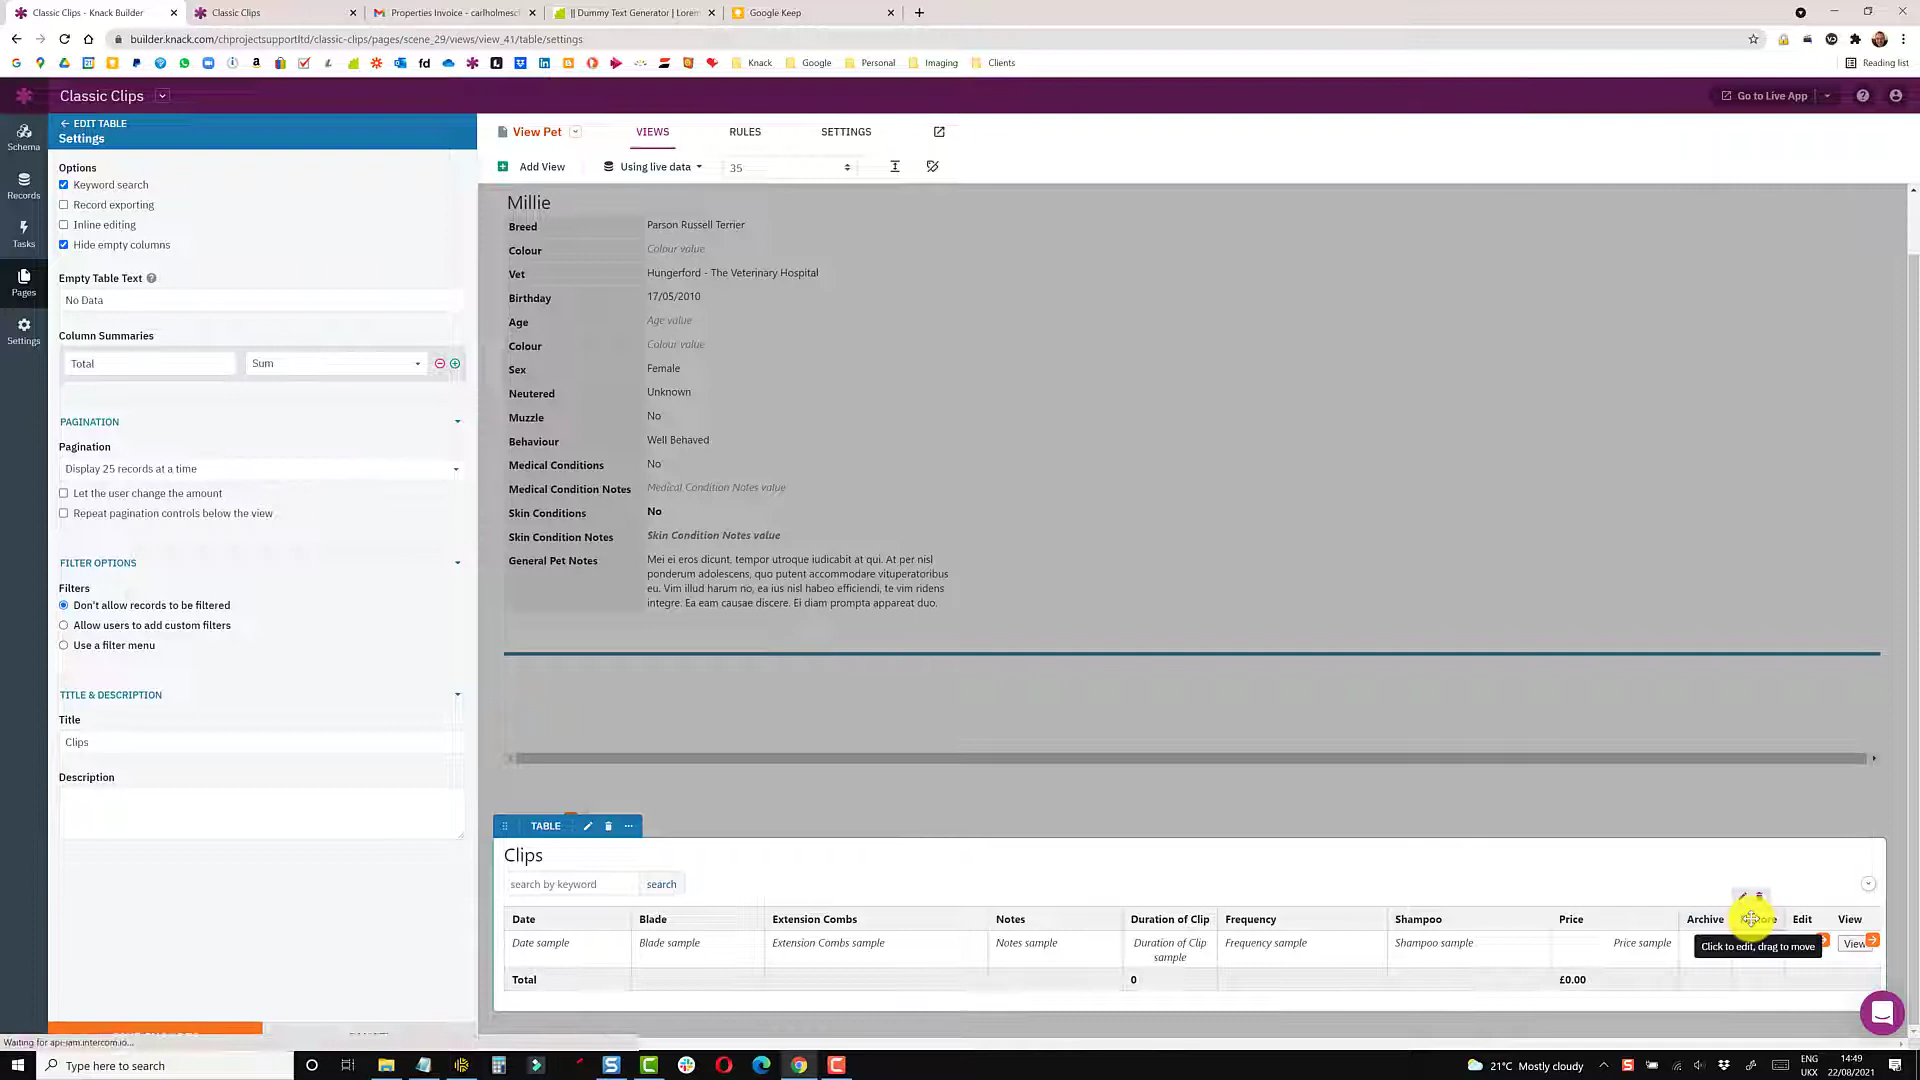 Classic Clips - Knack Builder
Classic Clips
Properties Invoice - carlholmesc
|| Dummy Text Generator | Lorem
Google Keep
builder.knack.com/chprojectsupportltd/classic-clips/pages/scene_29/views/view_41/table/settings
Knack
Google
Personal
Imaging
Clients
Reading list
Classic Clips
Go to Live App
Schema
Records
Tasks
Pages
Settings
EDIT TABLE
Settings
Options
Keyword search
Record exporting
Inline editing
Hide empty columns
Empty Table Text
No Data
Column Summaries
Total
Sum
PAGINATION
Pagination
Display 25 records at a time
Let the user change the amount
Repeat pagination controls below the view
FILTER OPTIONS
Filters
Don't allow records to be filtered
Allow users to add custom filters
Use a filter menu
TITLE & DESCRIPTION
Title
Clips
Description
Waiting for api-iam.intercom.io...
View Pet
VIEWS
RULES
SETTINGS
Add View
Using live data
35
Millie
Breed Parson Russell Terrier
Colour Colour value
Vet Hungerford - The Veterinary Hospital
Birthday 17/05/2010
Age Age value
Colour Colour value
Sex Female
Neutered Unknown
Muzzle No
Behaviour Well Behaved
Medical Conditions No
Medical Condition Notes Medical Condition Notes value
Skin Conditions No
Skin Condition Notes Skin Condition Notes value
General Pet Notes Mei ei eros dicunt, tempor utroque iudicabit at qui. At per nisl
ponderum adolescens, quo putent accommodare vituperatoribus
eu. Vim illud harum no, ea ius nisl habeo efficiendi, te vim ridens
integre. Ea eam causae discere. Ei diam prompta appareat duo.
TABLE
Clips
search by keyword search
Date Blade Extension Combs Notes Duration of Clip Frequency Shampoo Price Archive Edit View
Date sample Blade sample Extension Combs sample Notes sample Duration of Clip Frequency sample Shampoo sample Price sample View
sample
Click to edit, drag to move
Total 0 £0.00
Type here to search
21°C Mostly cloudy
ENG
UKX
14:49
22/08/2021